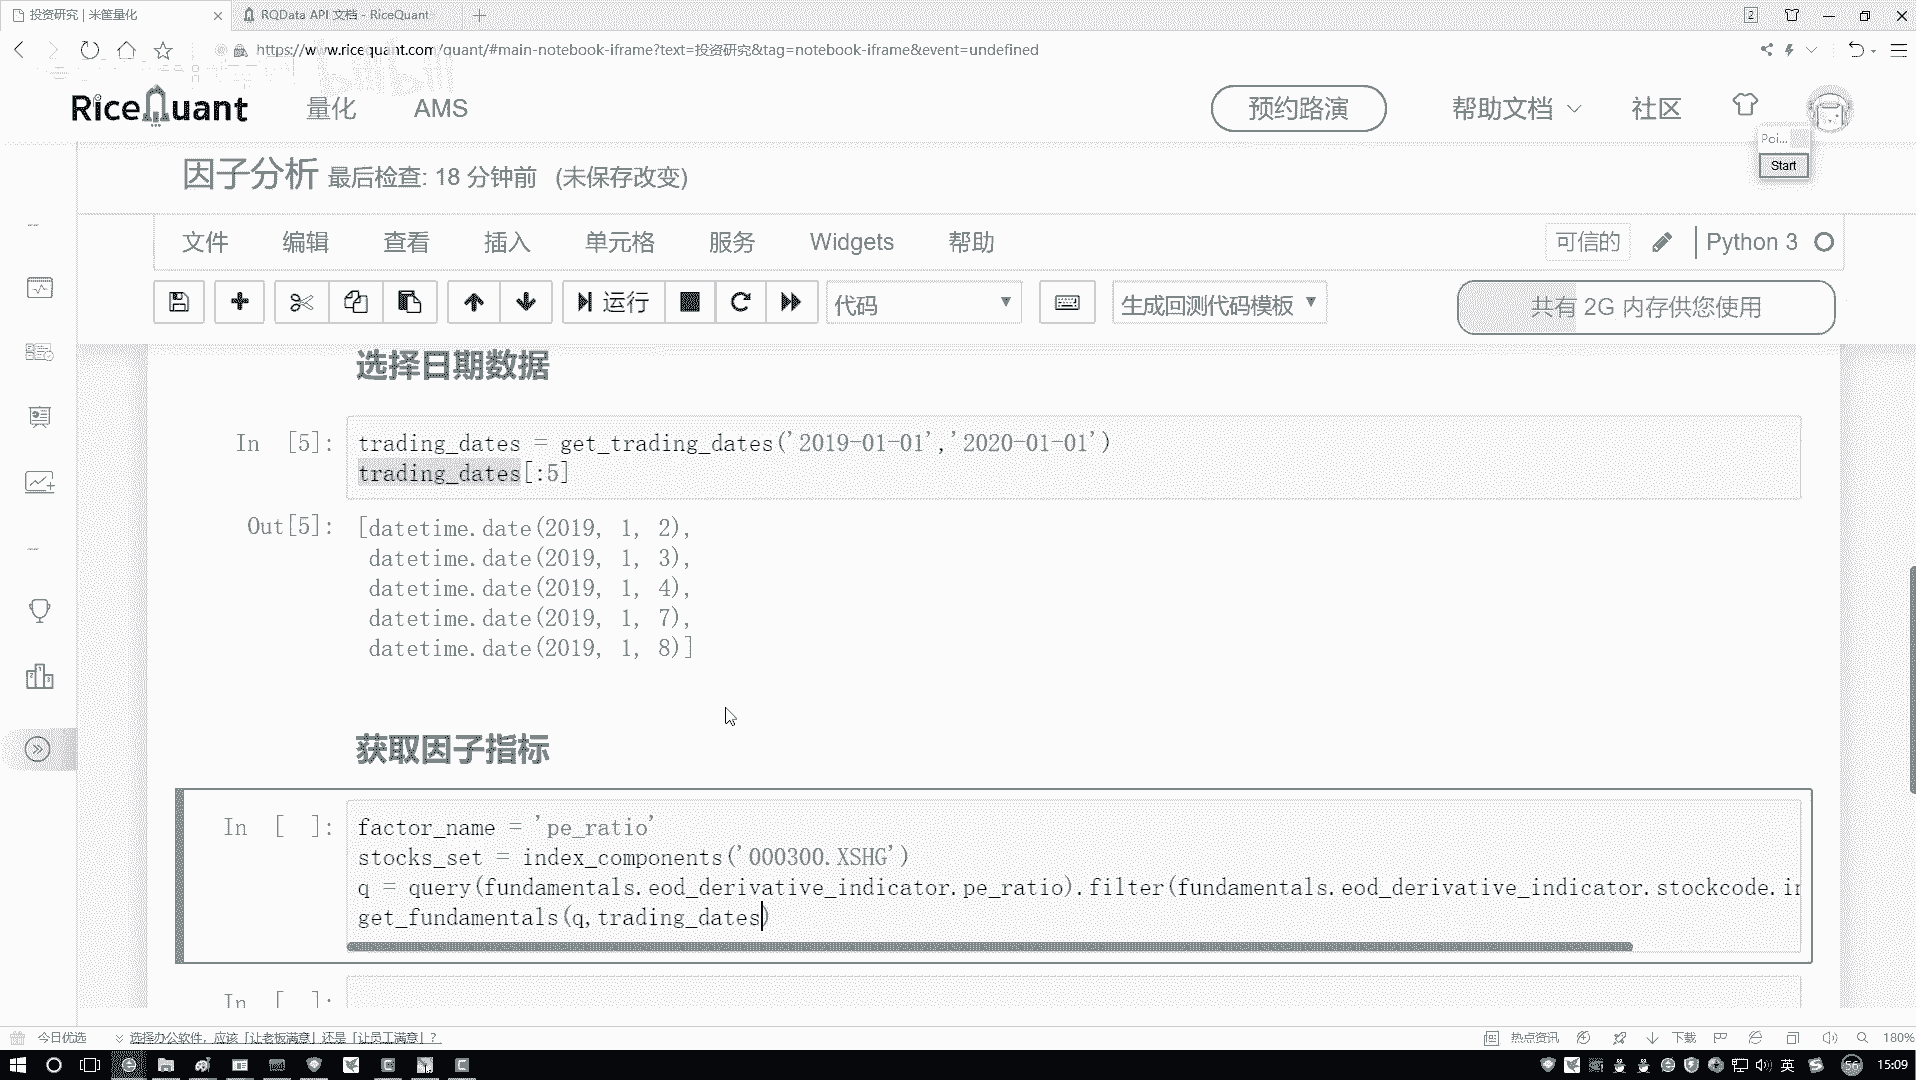 投资研究 | 米筐量化
RQData API 文档 - RiceQuant
2
https://www.ricequant.com/quant/#main-notebook-iframe?text=投资研究&tag=notebook-iframe&event=undefined
RiceQuant
量化
AMS
预约路演
帮助文档
社区
Poi...
Start
因子分析 最后检查: 18 分钟前 (未保存改变)
文件 编辑 查看 插入 单元格 服务 Widgets 帮助
可信的
Python 3
运行
代码
生成回测代码模板
共有 2G 内存供您使用
选择日期数据
In [5]: trading_dates = get_trading_dates('2019-01-01','2020-01-01')
trading_dates[:5]
Out[5]: [datetime.date(2019, 1, 2),
datetime.date(2019, 1, 3),
datetime.date(2019, 1, 4),
datetime.date(2019, 1, 7),
datetime.date(2019, 1, 8)]
获取因子指标
In [ ]: factor_name = 'pe_ratio'
stocks_set = index_components('000300.XSHG')
q = query(fundamentals.eod_derivative_indicator.pe_ratio).filter(fundamentals.eod_derivative_indicator.stockcode.in
get_fundamentals(q,trading_dates)
In [ ]:
今日优选
选择办公软件，应该「让老板满意」还是「让员工满意」？
热点资讯
下载
180%
英
56
15:09